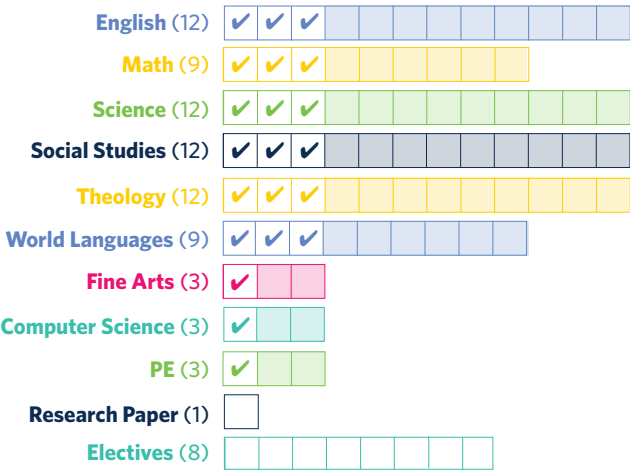 English (12)
Math (9)
Science (12)
Social Studies (12)
Theology (12)
World Languages (9)
Fine Arts (3)
Computer Science (3)
PE (3)
Research Paper (1)
Electives (8)